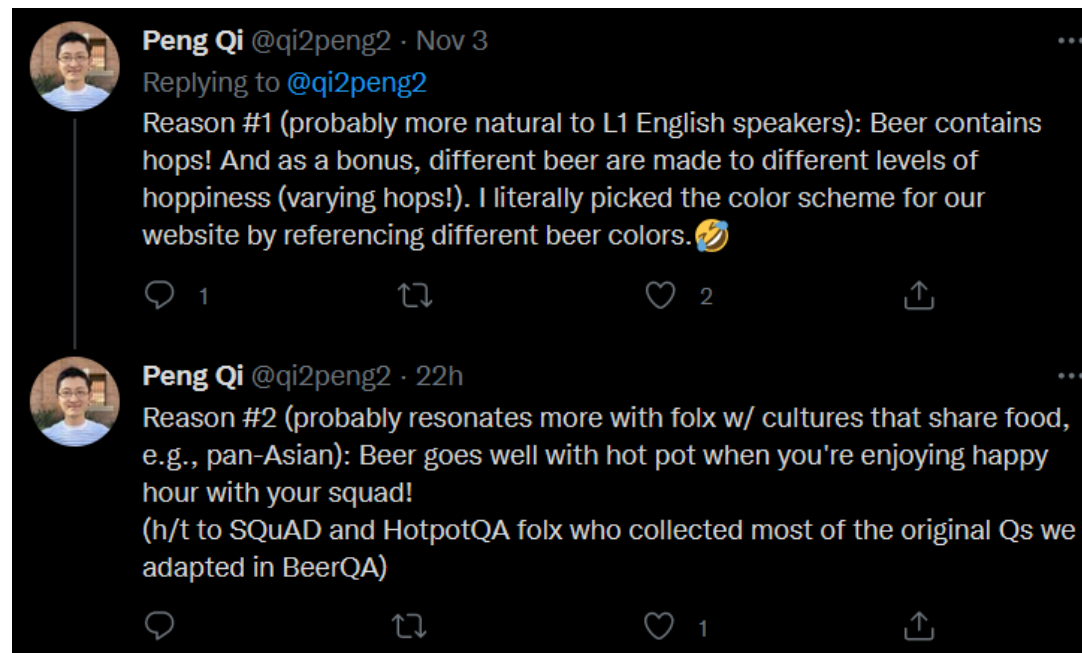 Peng Qi @qi2peng2 · Nov 3
Replying to @qi2peng2
Reason #1 (probably more natural to L1 English speakers): Beer contains
hops! And as a bonus, different beer are made to different levels of
hoppiness (varying hops!). I literally picked the color scheme for our
website by referencing different beer colors.🤣
1 2
Peng Qi @qi2peng2 · 22h
Reason #2 (probably resonates more with folx w/ cultures that share food,
e.g., pan-Asian): Beer goes well with hot pot when you're enjoying happy
hour with your squad!
(h/t to SQuAD and HotpotQA folx who collected most of the original Qs we
adapted in BeerQA)
1